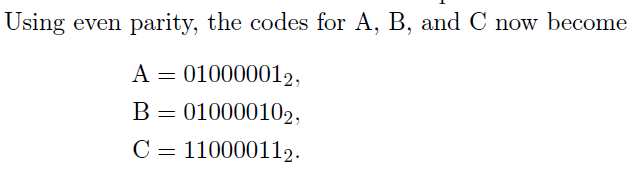 Using even parity, the codes for A, B, and C now become
A = 01000001₂,
B = 01000010₂,
C = 11000011₂.